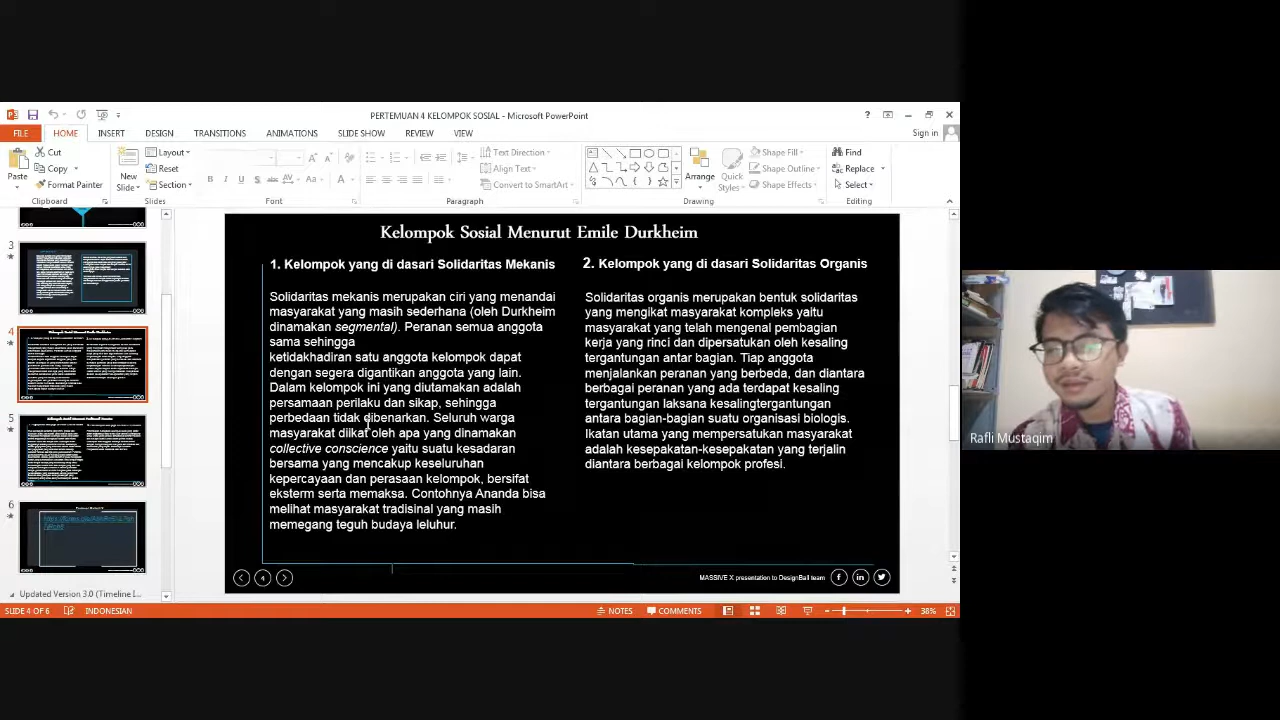 PERTEMUAN 4 KELOMPOK SOSIAL - Microsoft PowerPoint
FILE HOME INSERT DESIGN TRANSITIONS ANIMATIONS SLIDE SHOW REVIEW VIEW Sign in
Paste
Cut
Copy
Format Painter
Clipboard
New Slide
Layout
Reset
Section
Slides
Font
Text Direction
Align Text
Convert to SmartArt
Paragraph
Arrange
Quick Styles
Shape Fill
Shape Outline
Shape Effects
Drawing
Find
Replace
Select
Editing
3
4
5
6
Kelompok Sosial Menurut Emile Durkheim
1. Kelompok yang di dasari Solidaritas Mekanis
Solidaritas mekanis merupakan ciri yang menandai
masyarakat yang masih sederhana (oleh Durkheim
dinamakan segmental). Peranan semua anggota
sama sehingga
ketidakhadiran satu anggota kelompok dapat
dengan segera digantikan anggota yang lain.
Dalam kelompok ini yang diutamakan adalah
persamaan perilaku dan sikap, sehingga
perbedaan tidak dibenarkan. Seluruh warga
masyarakat diikat oleh apa yang dinamakan
collective conscience yaitu suatu kesadaran
bersama yang mencakup keseluruhan
kepercayaan dan perasaan kelompok, bersifat
eksterm serta memaksa. Contohnya Ananda bisa
melihat masyarakat tradisinal yang masih
memegang teguh budaya leluhur.
2. Kelompok yang di dasari Solidaritas Organis
Solidaritas organis merupakan bentuk solidaritas
yang mengikat masyarakat kompleks yaitu
masyarakat yang telah mengenal pembagian
kerja yang rinci dan dipersatukan oleh kesaling
tergantungan antar bagian. Tiap anggota
menjalankan peranan yang berbeda, dan diantara
berbagai peranan yang ada terdapat kesaling
tergantungan laksana kesalingtergantungan
antara bagian-bagian suatu organisasi biologis.
Ikatan utama yang mempersatukan masyarakat
adalah kesepakatan-kesepakatan yang terjalin
diantara berbagai kelompok profesi.
4
MASSIVE X presentation to DesignBall team
Updated Version 3.0 (Timeline I...
SLIDE 4 OF 6 INDONESIAN NOTES COMMENTS 38%
Rafli Mustaqim